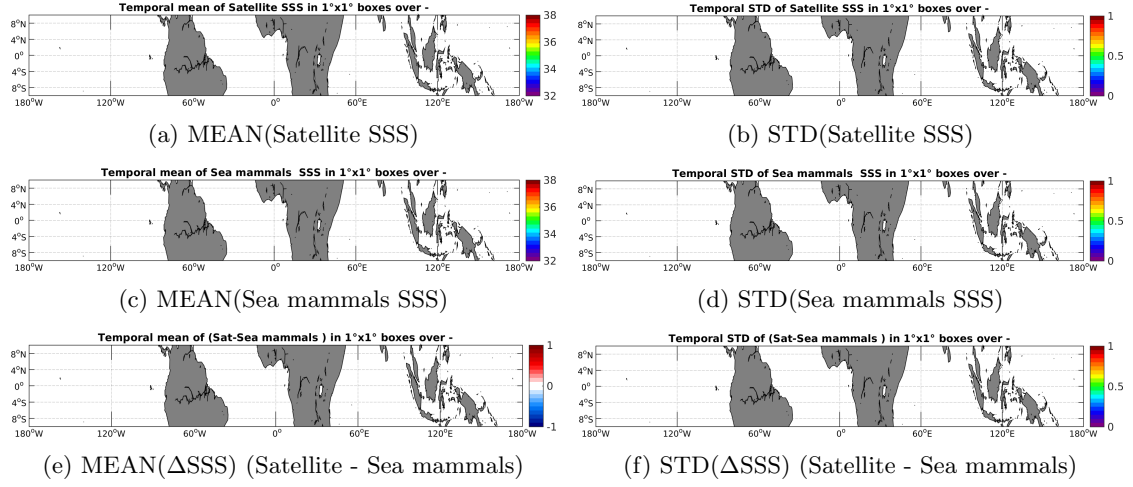 Temporal mean of Satellite SSS in 1°x1° boxes over -
8°N
4°N
0°
4°S
8°S
180°W 120°W 60°W 0° 60°E 120°E 180°W
38
36
34
32
(a) MEAN(Satellite SSS)
Temporal STD of Satellite SSS in 1°x1° boxes over -
8°N
4°N
0°
4°S
8°S
180°W 120°W 60°W 0° 60°E 120°E 180°W
1
0.5
0
(b) STD(Satellite SSS)
Temporal mean of Sea mammals  SSS in 1°x1° boxes over -
8°N
4°N
0°
4°S
8°S
180°W 120°W 60°W 0° 60°E 120°E 180°W
38
36
34
32
(c) MEAN(Sea mammals SSS)
Temporal STD of Sea mammals  SSS in 1°x1° boxes over -
8°N
4°N
0°
4°S
8°S
180°W 120°W 60°W 0° 60°E 120°E 180°W
1
0.5
0
(d) STD(Sea mammals SSS)
Temporal mean of (Sat-Sea mammals ) in 1°x1° boxes over -
8°N
4°N
0°
4°S
8°S
180°W 120°W 60°W 0° 60°E 120°E 180°W
1
0
-1
(e) MEAN(ΔSSS) (Satellite - Sea mammals)
Temporal STD of (Sat-Sea mammals ) in 1°x1° boxes over -
8°N
4°N
0°
4°S
8°S
180°W 120°W 60°W 0° 60°E 120°E 180°W
1
0.5
0
(f) STD(ΔSSS) (Satellite - Sea mammals)